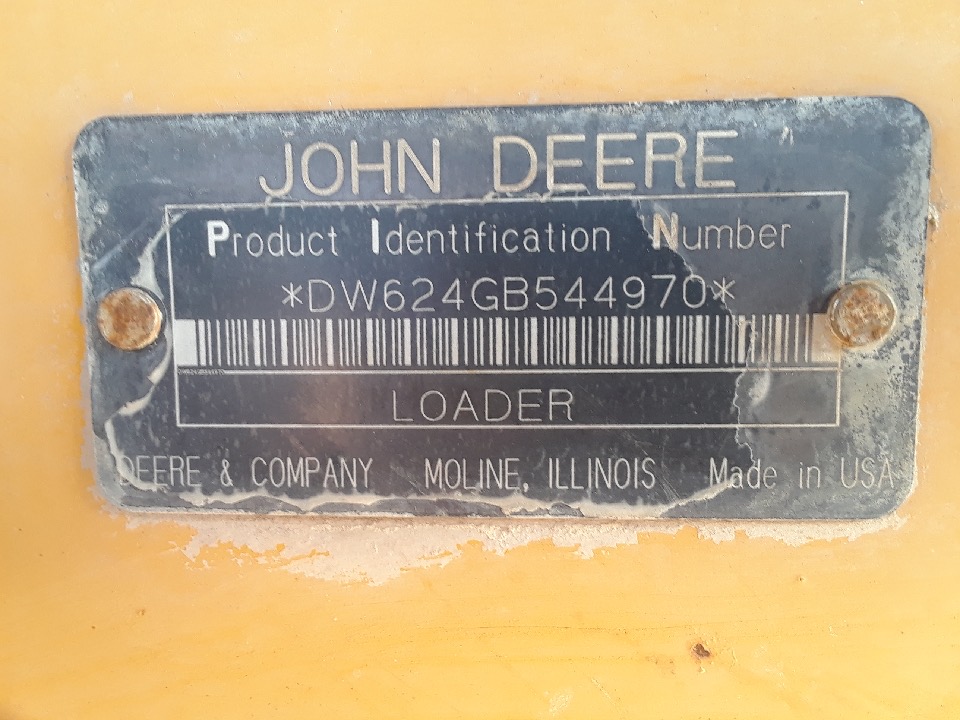 JOHN DEERE
Product Identification Number
*DW624GB544970*
LOADER
DEERE & COMPANY MOLINE, ILLINOIS Made in USA